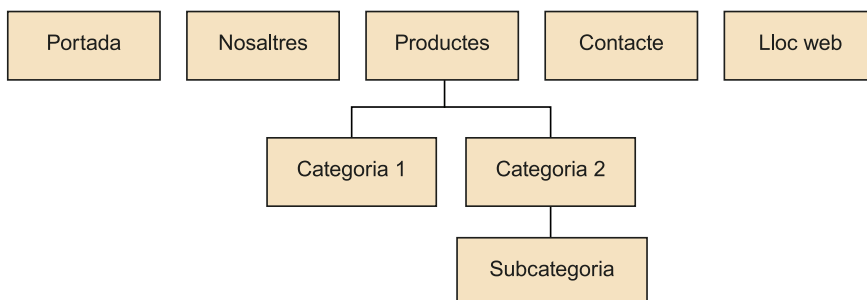 Portada
Nosaltres
Productes
Contacte
Lloc web
Categoria 1
Categoria 2
Subcategoria